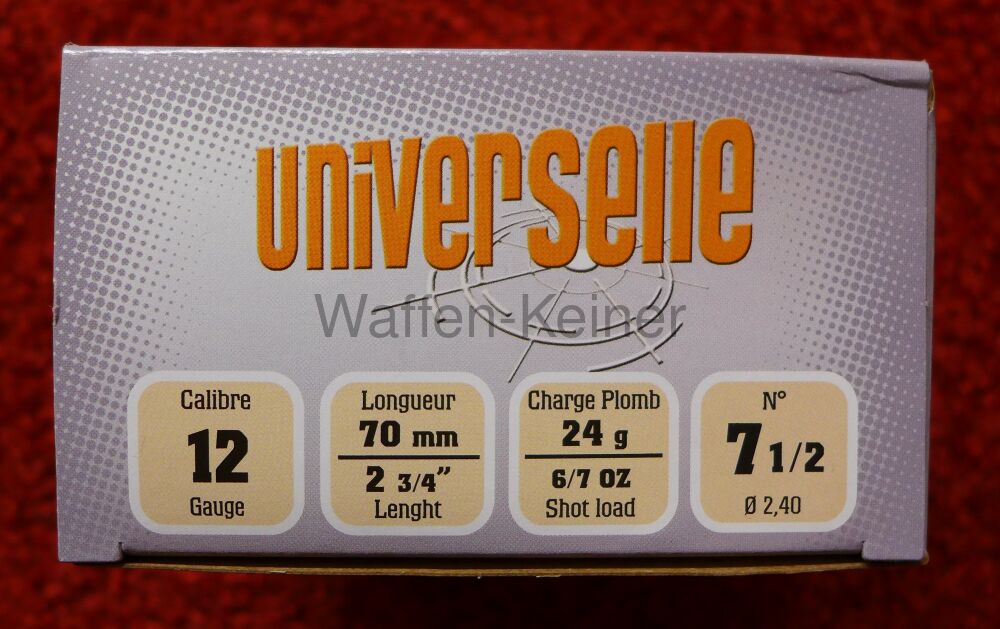 universelle
Waffen-Keiner
Calibre
12
Gauge
Longueur
70 mm
2 3/4”
Lenght
Charge Plomb
24 g
6/7 OZ
Shot load
N°
7 1/2
Ø 2,40